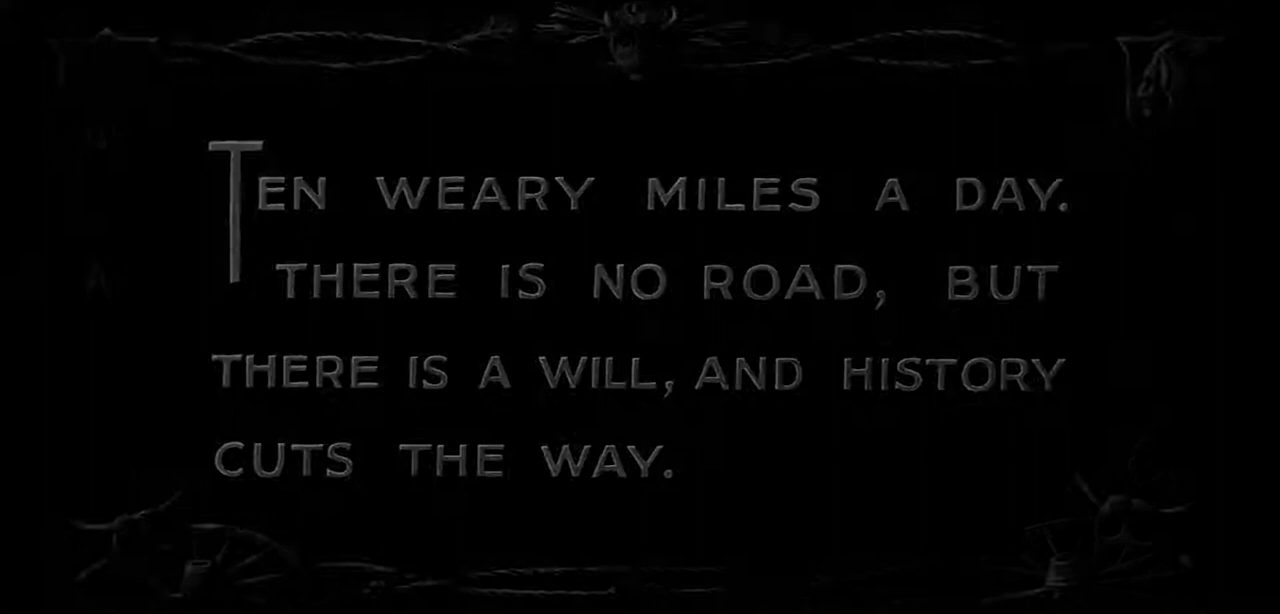 TEN WEARY MILES A DAY.
THERE IS NO ROAD, BUT
THERE IS A WILL, AND HISTORY
CUTS THE WAY.